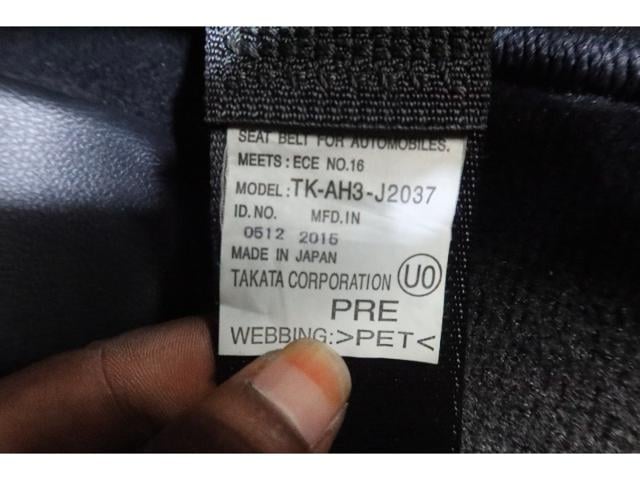 SEAT BELT FOR AUTOMOBILES.
MEETS: ECE NO.16
MODEL: TK-AH3-J2037
ID.NO. MFD.IN
0512 2015
MADE IN JAPAN
TAKATA CORPORATION U0
PRE
WEBBING:>PET<